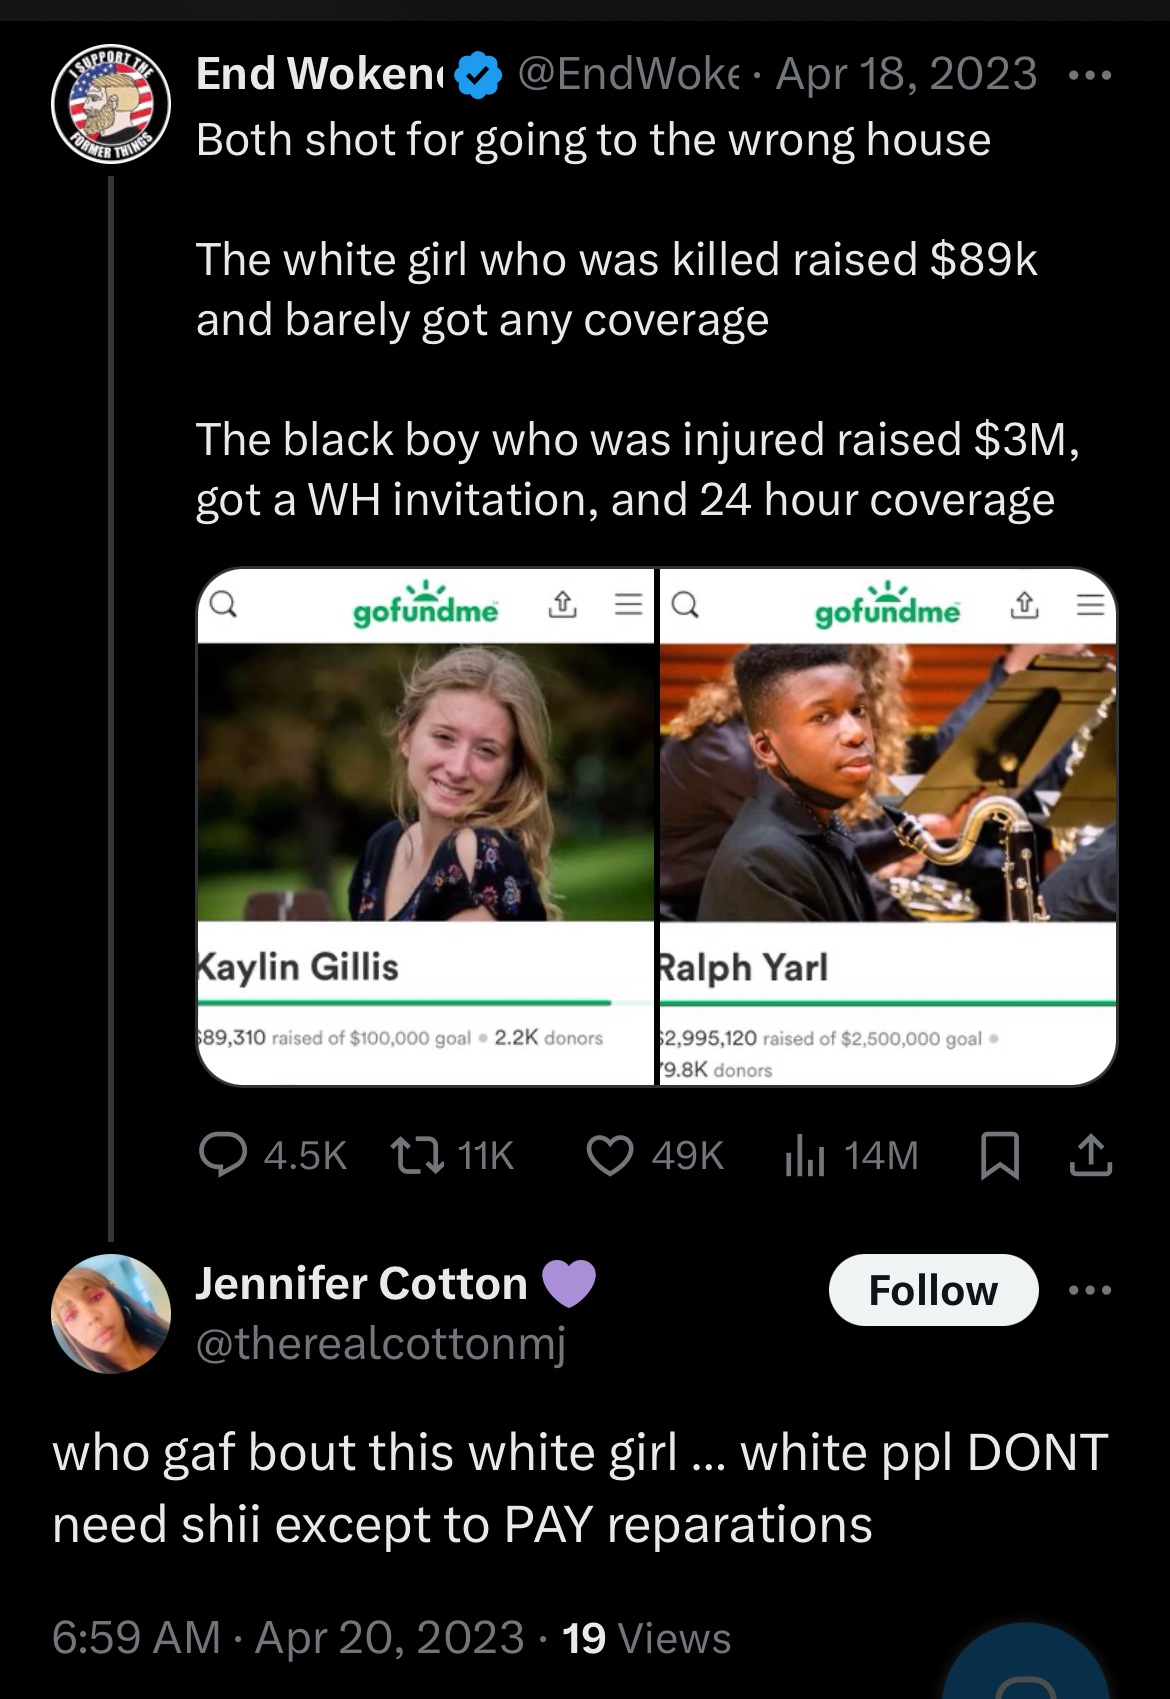 I SUPPORT THE
FORMER THINGS
End Woken
@EndWoke · Apr 18, 2023
Both shot for going to the wrong house
The white girl who was killed raised $89k
and barely got any coverage
The black boy who was injured raised $3M,
got a WH invitation, and 24 hour coverage
gofundme
Kaylin Gillis
$89,310 raised of $100,000 goal • 2.2K donors
gofundme
Ralph Yarl
$2,995,120 raised of $2,500,000 goal •
79.8K donors
4.5K 11K 49K 14M
Jennifer Cotton 💜
Follow
@therealcottonmj
who gaf bout this white girl ... white ppl DONT
need shii except to PAY reparations
6:59 AM · Apr 20, 2023 · 19 Views